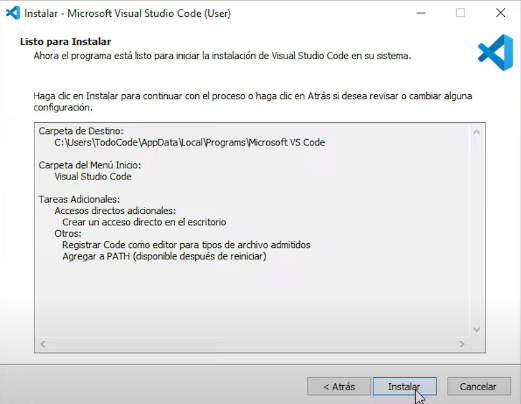 Instalar - Microsoft Visual Studio Code (User)
Listo para Instalar
Ahora el programa está listo para iniciar la instalación de Visual Studio Code en su sistema.
Haga clic en Instalar para continuar con el proceso o haga clic en Atrás si desea revisar o cambiar alguna
configuración.
Carpeta de Destino:
C:\Users\TodoCode\AppData\Local\Programs\Microsoft VS Code
Carpeta del Menú Inicio:
Visual Studio Code
Tareas Adicionales:
Accesos directos adicionales:
Crear un acceso directo en el escritorio
Otros:
Registrar Code como editor para tipos de archivo admitidos
Agregar a PATH (disponible después de reiniciar)
< Atrás Instalar Cancelar